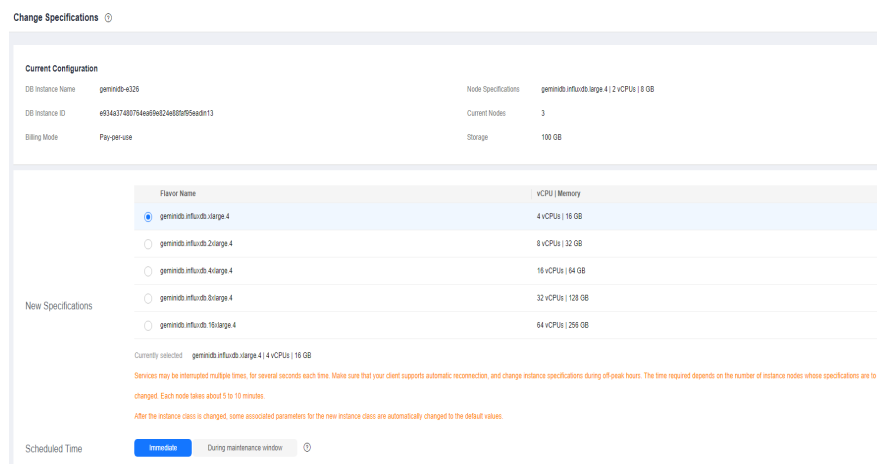 Change Specifications ?
Current Configuration
DB Instance Name geminidb-e326 Node Specifications geminidb.influxdb.large.4 | 2 vCPUs | 8 GB
DB Instance ID e934a37480764ea69e824e88faf95eadin13 Current Nodes 3
Billing Mode Pay-per-use Storage 100 GB
Flavor Name vCPU | Memory
geminidb.influxdb.xlarge.4 4 vCPUs | 16 GB
geminidb.influxdb.2xlarge.4 8 vCPUs | 32 GB
geminidb.influxdb.4xlarge.4 16 vCPUs | 64 GB
New Specifications geminidb.influxdb.8xlarge.4 32 vCPUs | 128 GB
geminidb.influxdb.16xlarge.4 64 vCPUs | 256 GB
Currently selected geminidb.influxdb.xlarge.4 | 4 vCPUs | 16 GB
Services may be interrupted multiple times, for several seconds each time. Make sure that your client supports automatic reconnection, and change instance specifications during off-peak hours. The time required depends on the number of instance nodes whose specifications are to
changed. Each node takes about 5 to 10 minutes.
After the instance class is changed, some associated parameters for the new instance class are automatically changed to the default values.
Scheduled Time Immediate During maintenance window ?